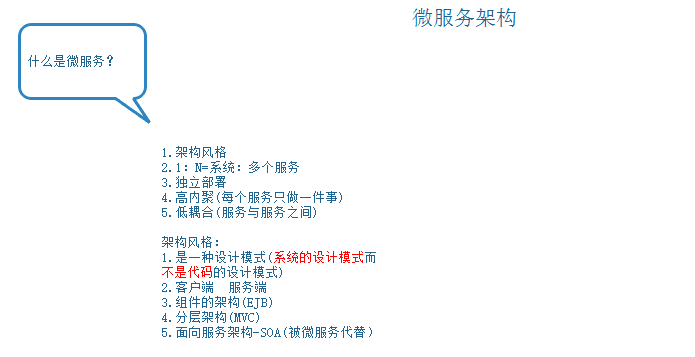 微服务架构
什么是微服务?
1.架构风格
2.1: N=系统: 多个服务
3.独立部署
4.高内聚(每个服务只做一件事)
5.低耦合(服务与服务之间)
架构风格:
1.是一种设计模式(系统的设计模式而
不是代码的设计模式)
2.客户端 服务端
3.组件的架构(EJB)
4.分层架构(MVC)
5.面向服务架构-SOA(被微服务代替)